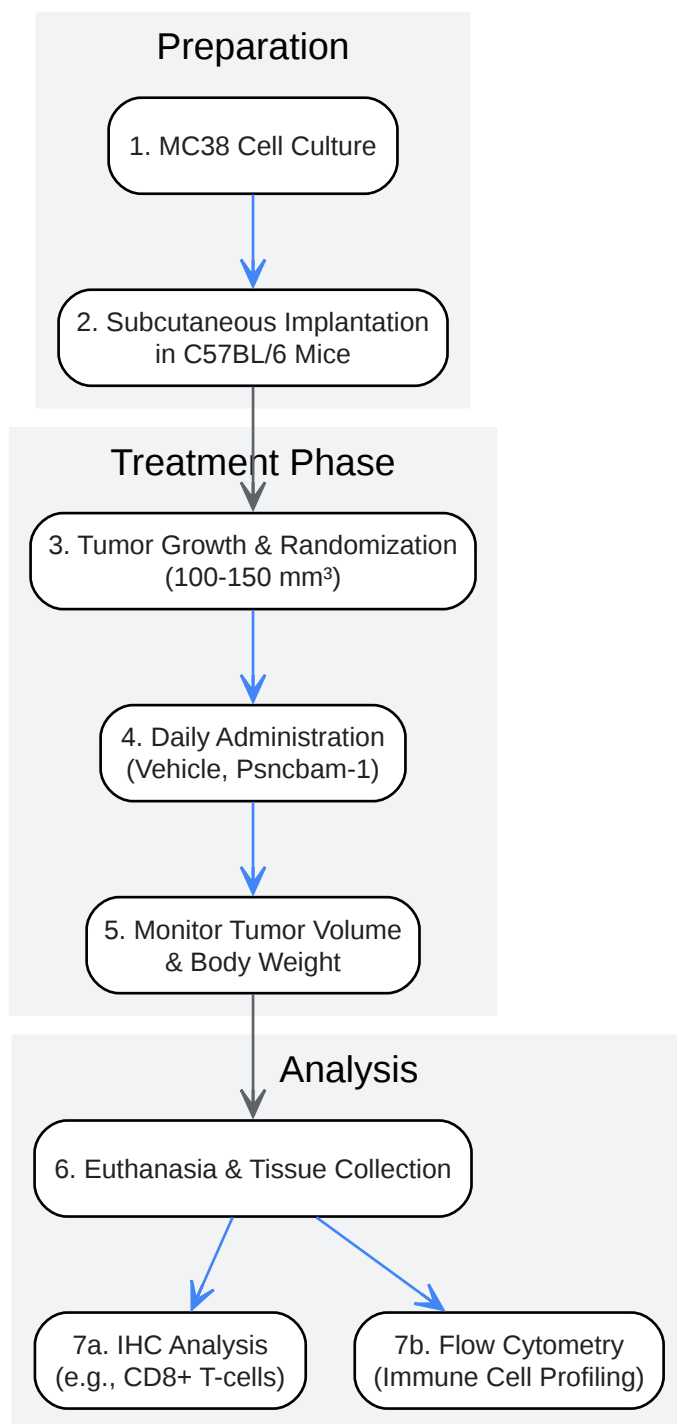 Preparation
1. MC38 Cell Culture
2. Subcutaneous Implantation
in C57BL/6 Mice
Treatment Phase
3. Tumor Growth & Randomization
(100-150 mm³)
4. Daily Administration
(Vehicle, Psncbam-1)
5. Monitor Tumor Volume
& Body Weight
Analysis
6. Euthanasia & Tissue Collection
7a. IHC Analysis
(e.g., CD8+ T-cells)
7b. Flow Cytometry
(Immune Cell Profiling)